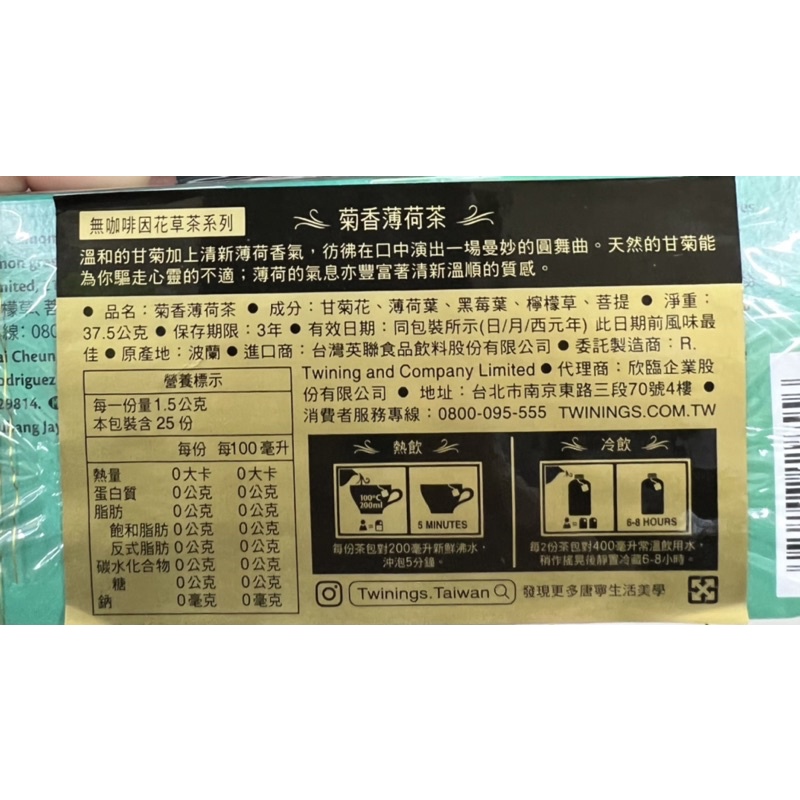 無咖啡因花草茶系列
菊香薄荷茶
溫和的甘菊加上清新薄荷香氣，彷彿在口中演出一場曼妙的圓舞曲。天然的甘菊能
為你驅走心靈的不適；薄荷的氣息亦豐富著清新溫順的質感。
● 品名：菊香薄荷茶 ● 成分：甘菊花、薄荷葉、黑莓葉、檸檬草、菩提 ● 淨重：
37.5公克 ● 保存期限：3年 ● 有效日期：同包裝所示(日/月/西元年) 此日期前風味最
佳 ● 原產地：波蘭 ● 進口商：台灣英聯食品飲料股份有限公司 ● 委託製造商：R.
Twining and Company Limited ● 代理商：欣臨企業股
份有限公司 ● 地址：台北市南京東路三段70號4樓 ●
消費者服務專線：0800-095-555 TWININGS.COM.TW
營養標示
每一份量1.5公克
本包裝含25份
每份 每100毫升
熱量 0大卡 0大卡
蛋白質 0公克 0公克
脂肪 0公克 0公克
飽和脂肪 0公克 0公克
反式脂肪 0公克 0公克
碳水化合物 0公克 0公克
糖 0公克 0公克
鈉 0毫克 0毫克
熱飲
100°C
200ml
5 MINUTES
每份茶包對200毫升新鮮沸水，
沖泡5分鐘。
冷飲
6-8 HOURS
每2份茶包對400毫升常溫飲用水，
稍作搖晃後靜置冷藏6-8小時。
Twinings.Taiwan
發現更多唐寧生活美學
29814.